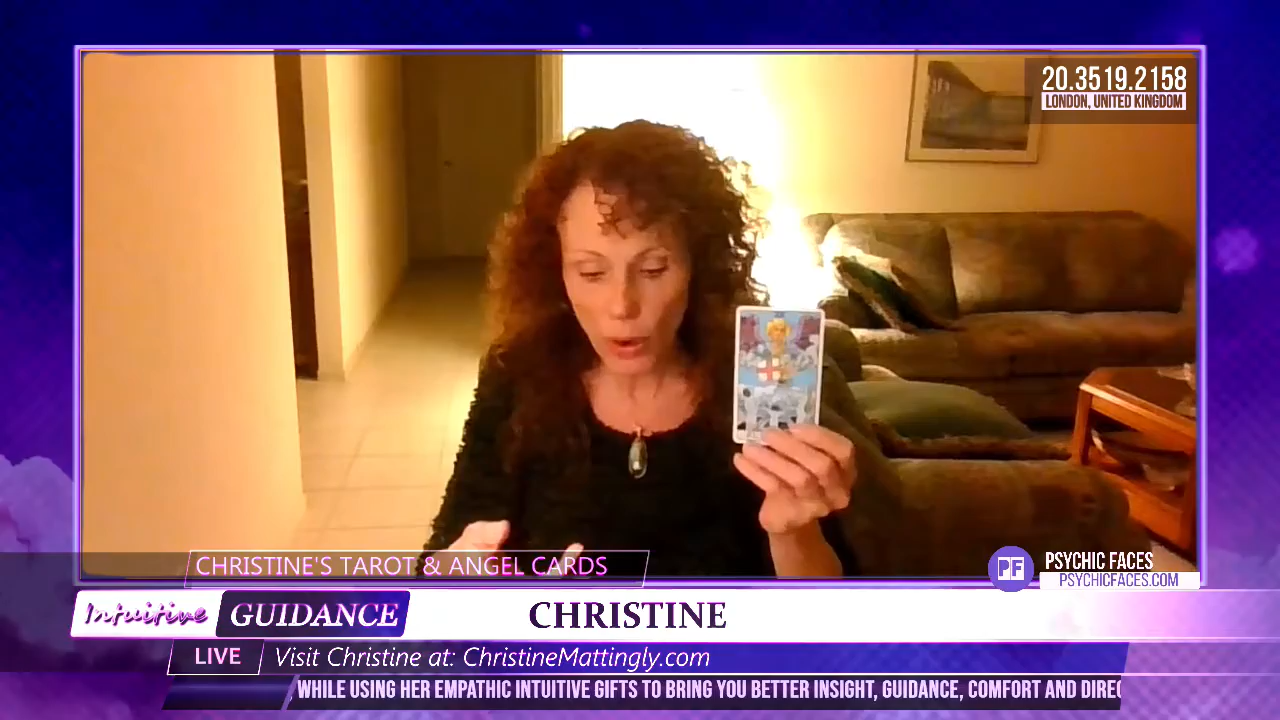 20.3519.2158
LONDON, UNITED KINGDOM
CHRISTINE'S TAROT & ANGEL CARDS
PF
PSYCHIC FACES
PSYCHICFACES.COM
Intuitive GUIDANCE
CHRISTINE
LIVE
Visit Christine at: ChristineMattingly.com
WHILE USING HER EMPATHIC INTUITIVE GIFTS TO BRING YOU BETTER INSIGHT, GUIDANCE, COMFORT AND DIREC